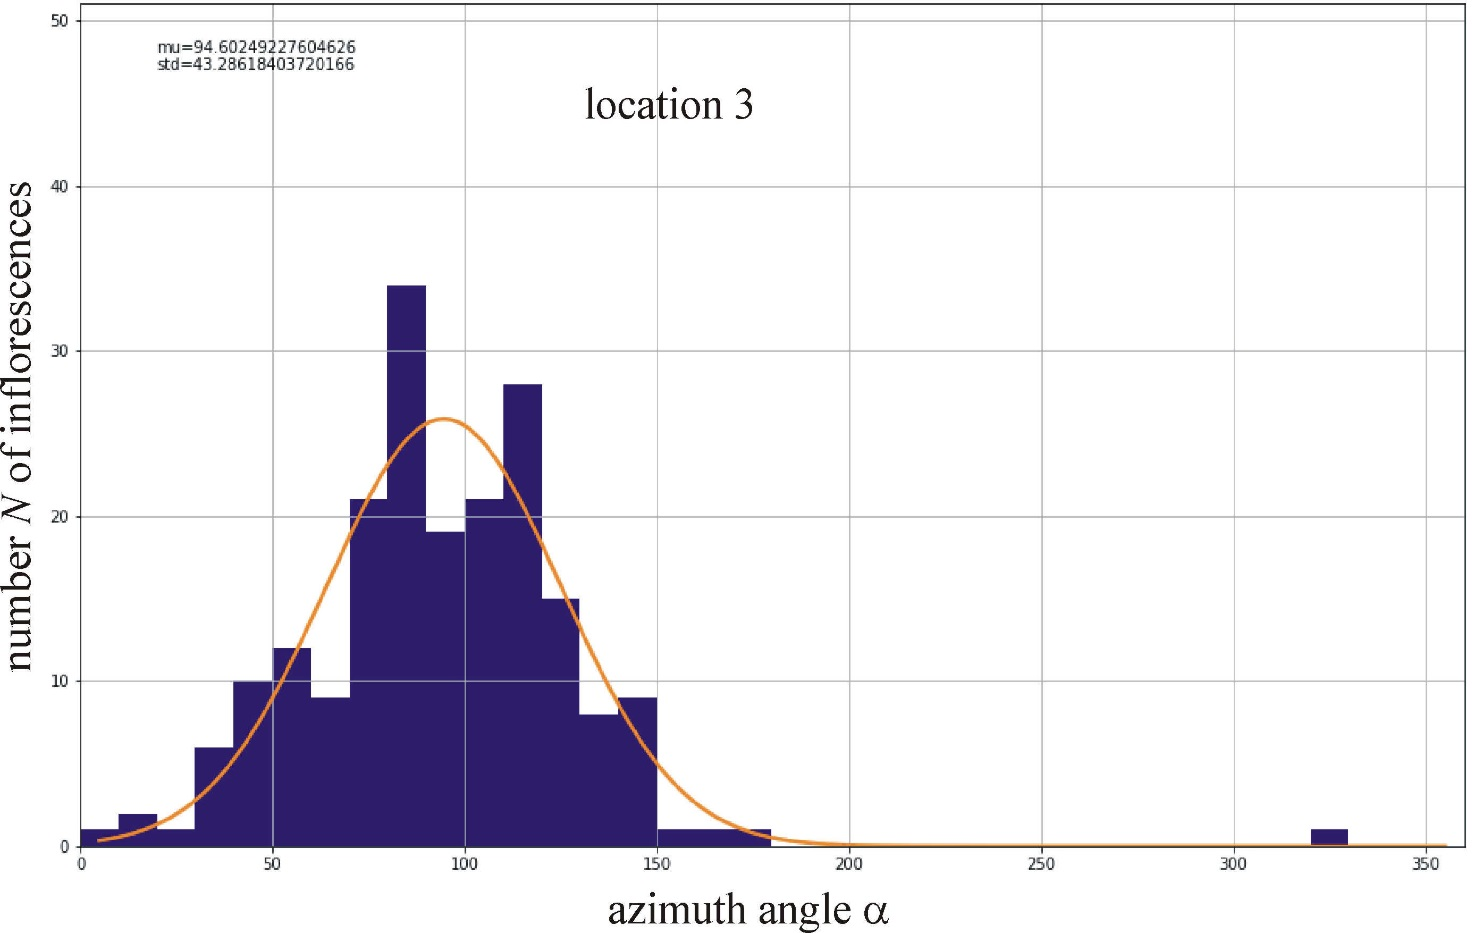 mu=94.60249227604626
std=43.28618403720166
location 3
number N of inflorescences
50
40
30
20
10
0
0 50 100 150 200 250 300 350
azimuth angle α